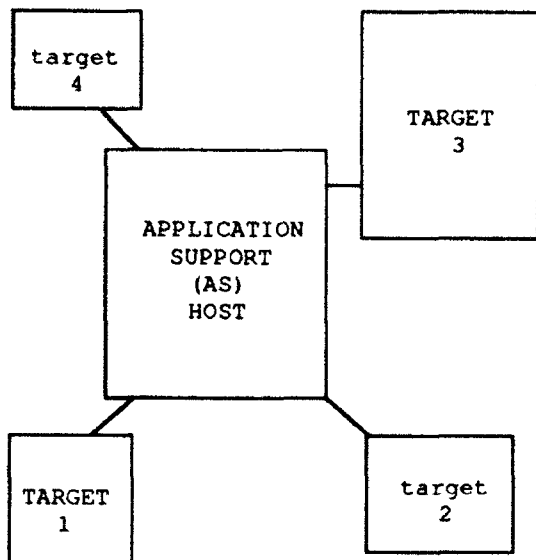 target
4
TARGET
3
APPLICATION
SUPPORT
(AS)
HOST
TARGET
1
target
2